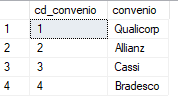 cd_convenio convenio
1 1 Qualicorp
2 2 Allianz
3 3 Cassi
4 4 Bradesco